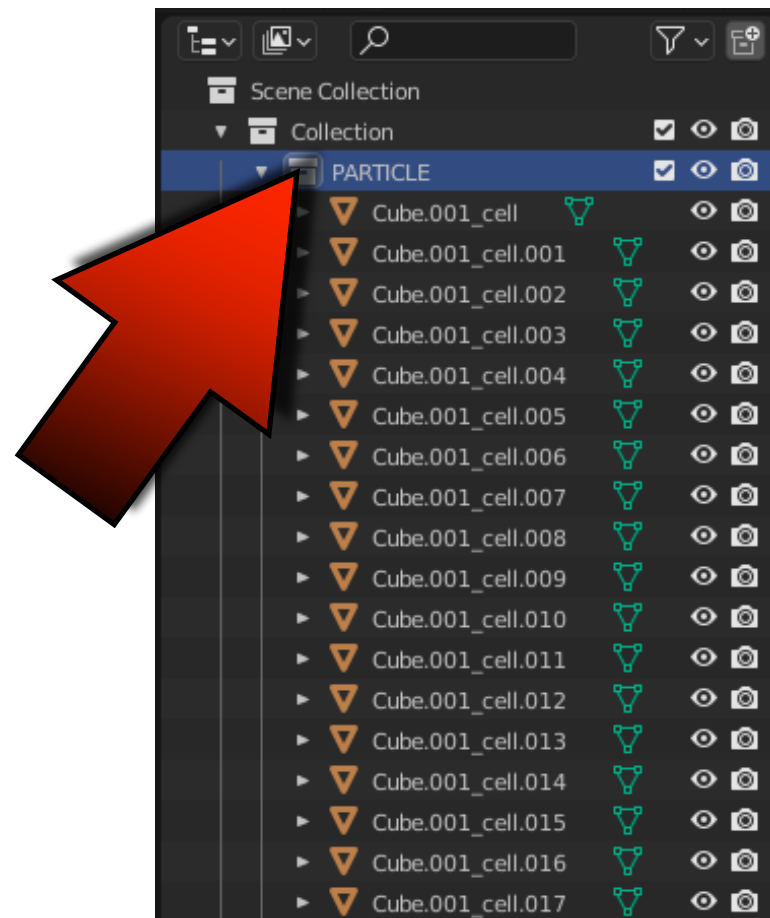 Scene Collection
Collection
PARTICLE
Cube.001_cell
Cube.001_cell.001
Cube.001_cell.002
Cube.001_cell.003
Cube.001_cell.004
Cube.001_cell.005
Cube.001_cell.006
Cube.001_cell.007
Cube.001_cell.008
Cube.001_cell.009
Cube.001_cell.010
Cube.001_cell.011
Cube.001_cell.012
Cube.001_cell.013
Cube.001_cell.014
Cube.001_cell.015
Cube.001_cell.016
Cube.001_cell.017